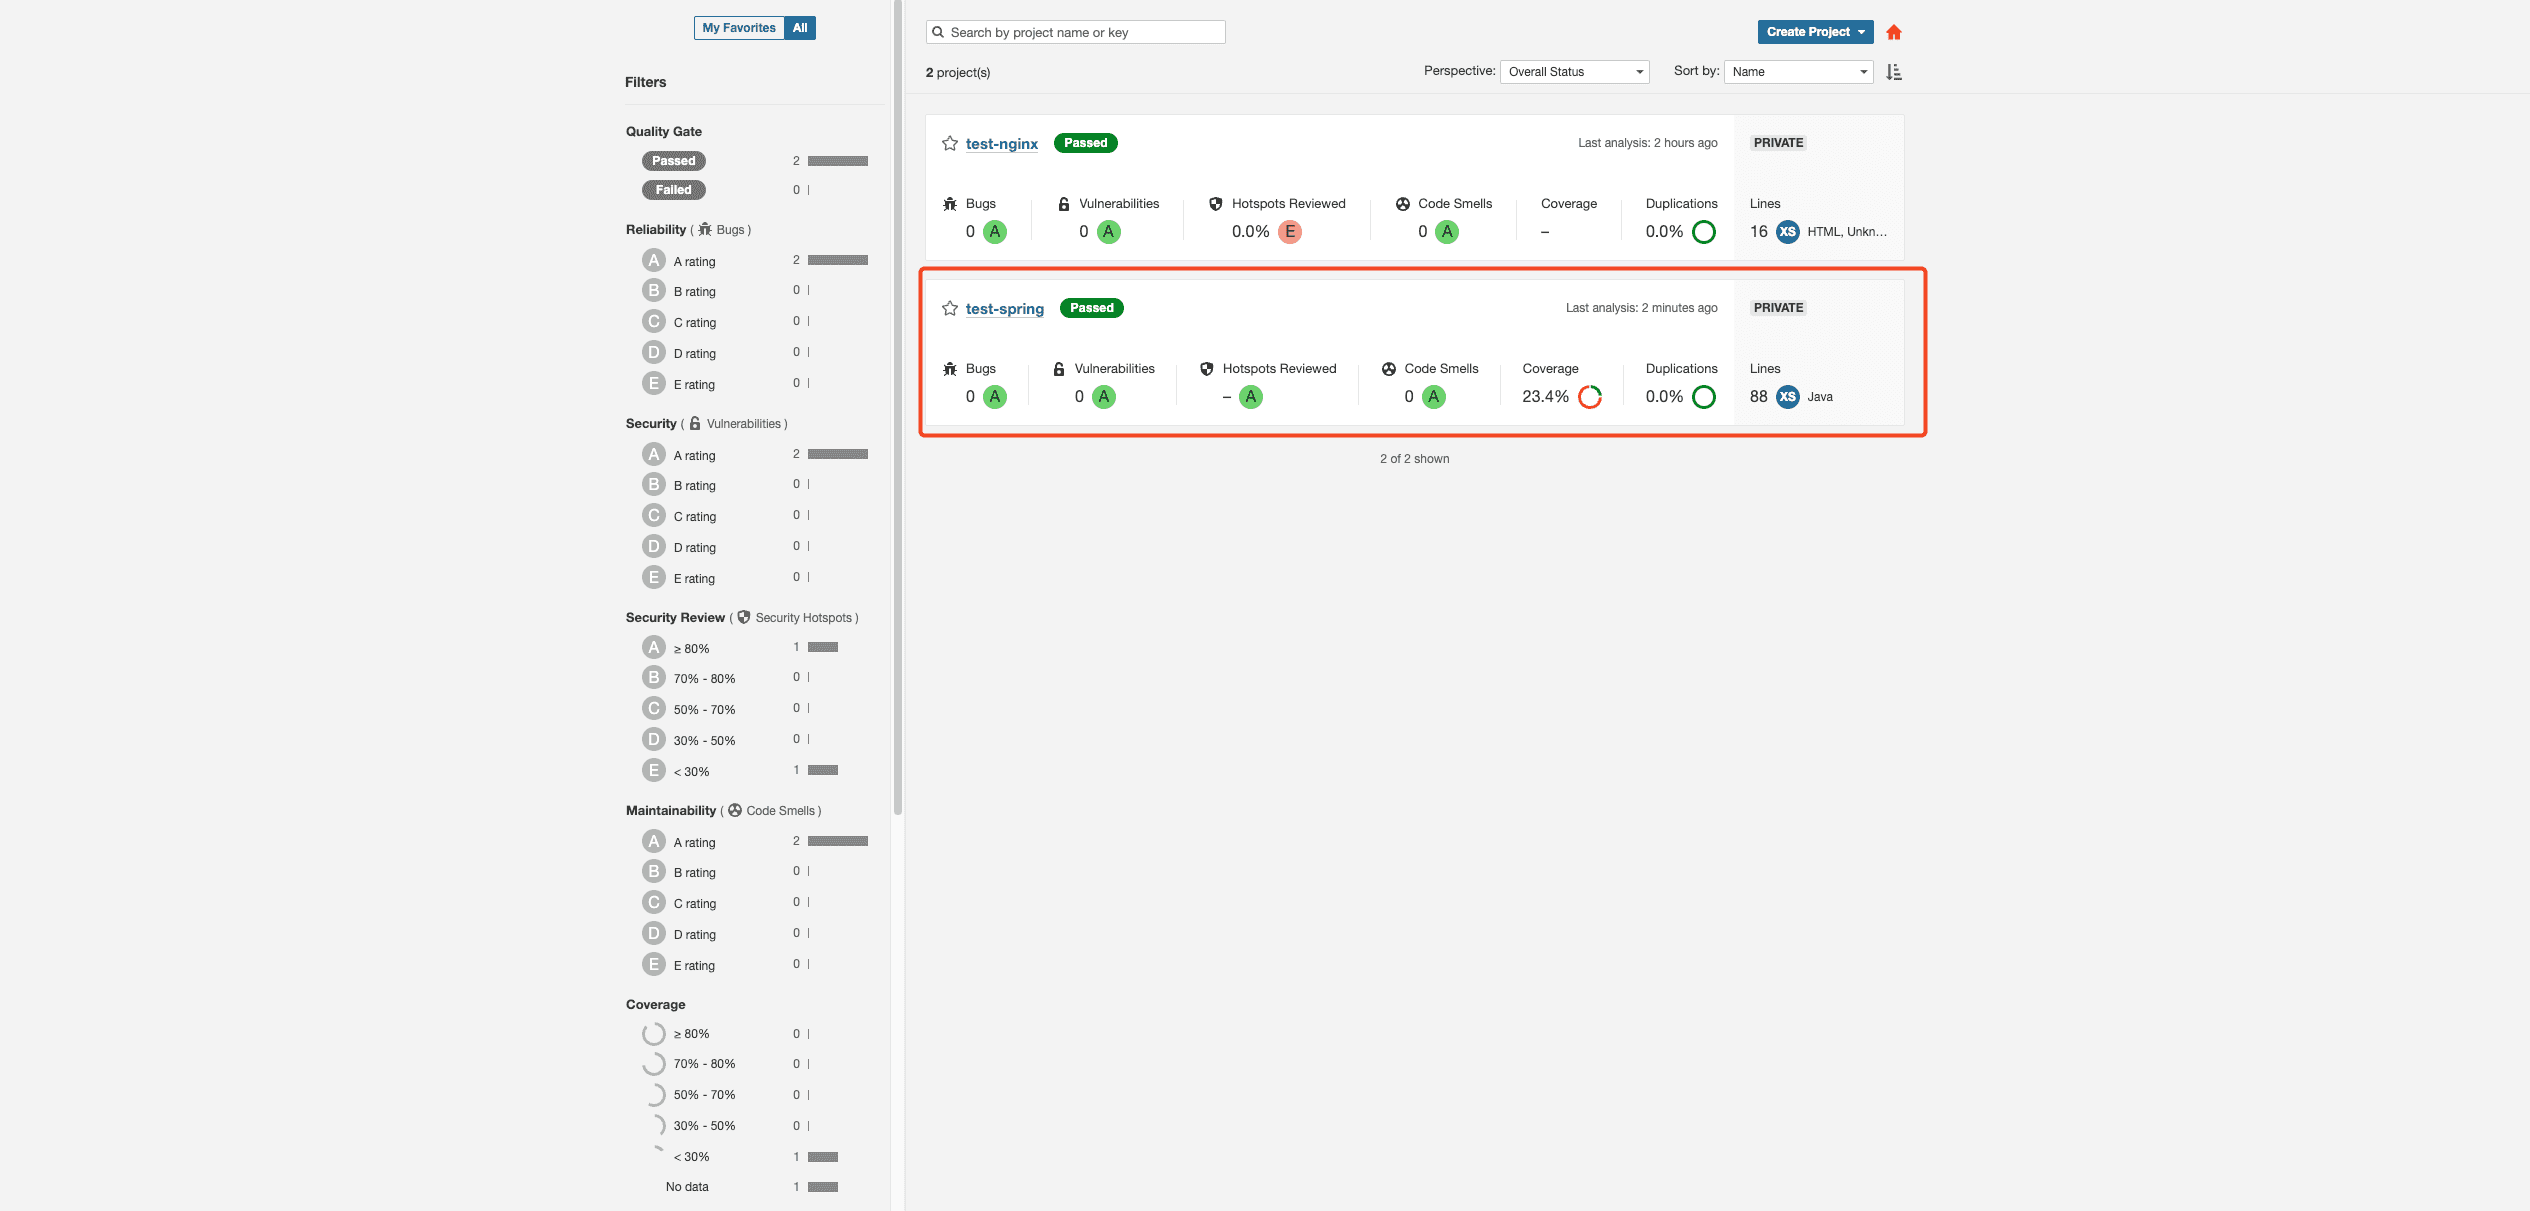 My Favorites All
Filters
Quality Gate
Passed 2
Failed 0
Reliability ( Bugs )
A A rating 2
B B rating 0
C C rating 0
D D rating 0
E E rating 0
Security ( Vulnerabilities )
A A rating 2
B B rating 0
C C rating 0
D D rating 0
E E rating 0
Security Review ( Security Hotspots )
A ≥ 80% 1
B 70% - 80% 0
C 50% - 70% 0
D 30% - 50% 0
E < 30% 1
Maintainability ( Code Smells )
A A rating 2
B B rating 0
C C rating 0
D D rating 0
E E rating 0
Coverage
≥ 80% 0
70% - 80% 0
50% - 70% 0
30% - 50% 0
< 30% 1
No data 1
Search by project name or key
Create Project
2 project(s)
Perspective: Overall Status Sort by: Name
test-nginx Passed Last analysis: 2 hours ago PRIVATE
Bugs Vulnerabilities Hotspots Reviewed Code Smells Coverage Duplications Lines
0 A 0 A 0.0% E 0 A – 0.0% 16 XS HTML, Unkn...
test-spring Passed Last analysis: 2 minutes ago PRIVATE
Bugs Vulnerabilities Hotspots Reviewed Code Smells Coverage Duplications Lines
0 A 0 A – A 0 A 23.4% 0.0% 88 XS Java
2 of 2 shown